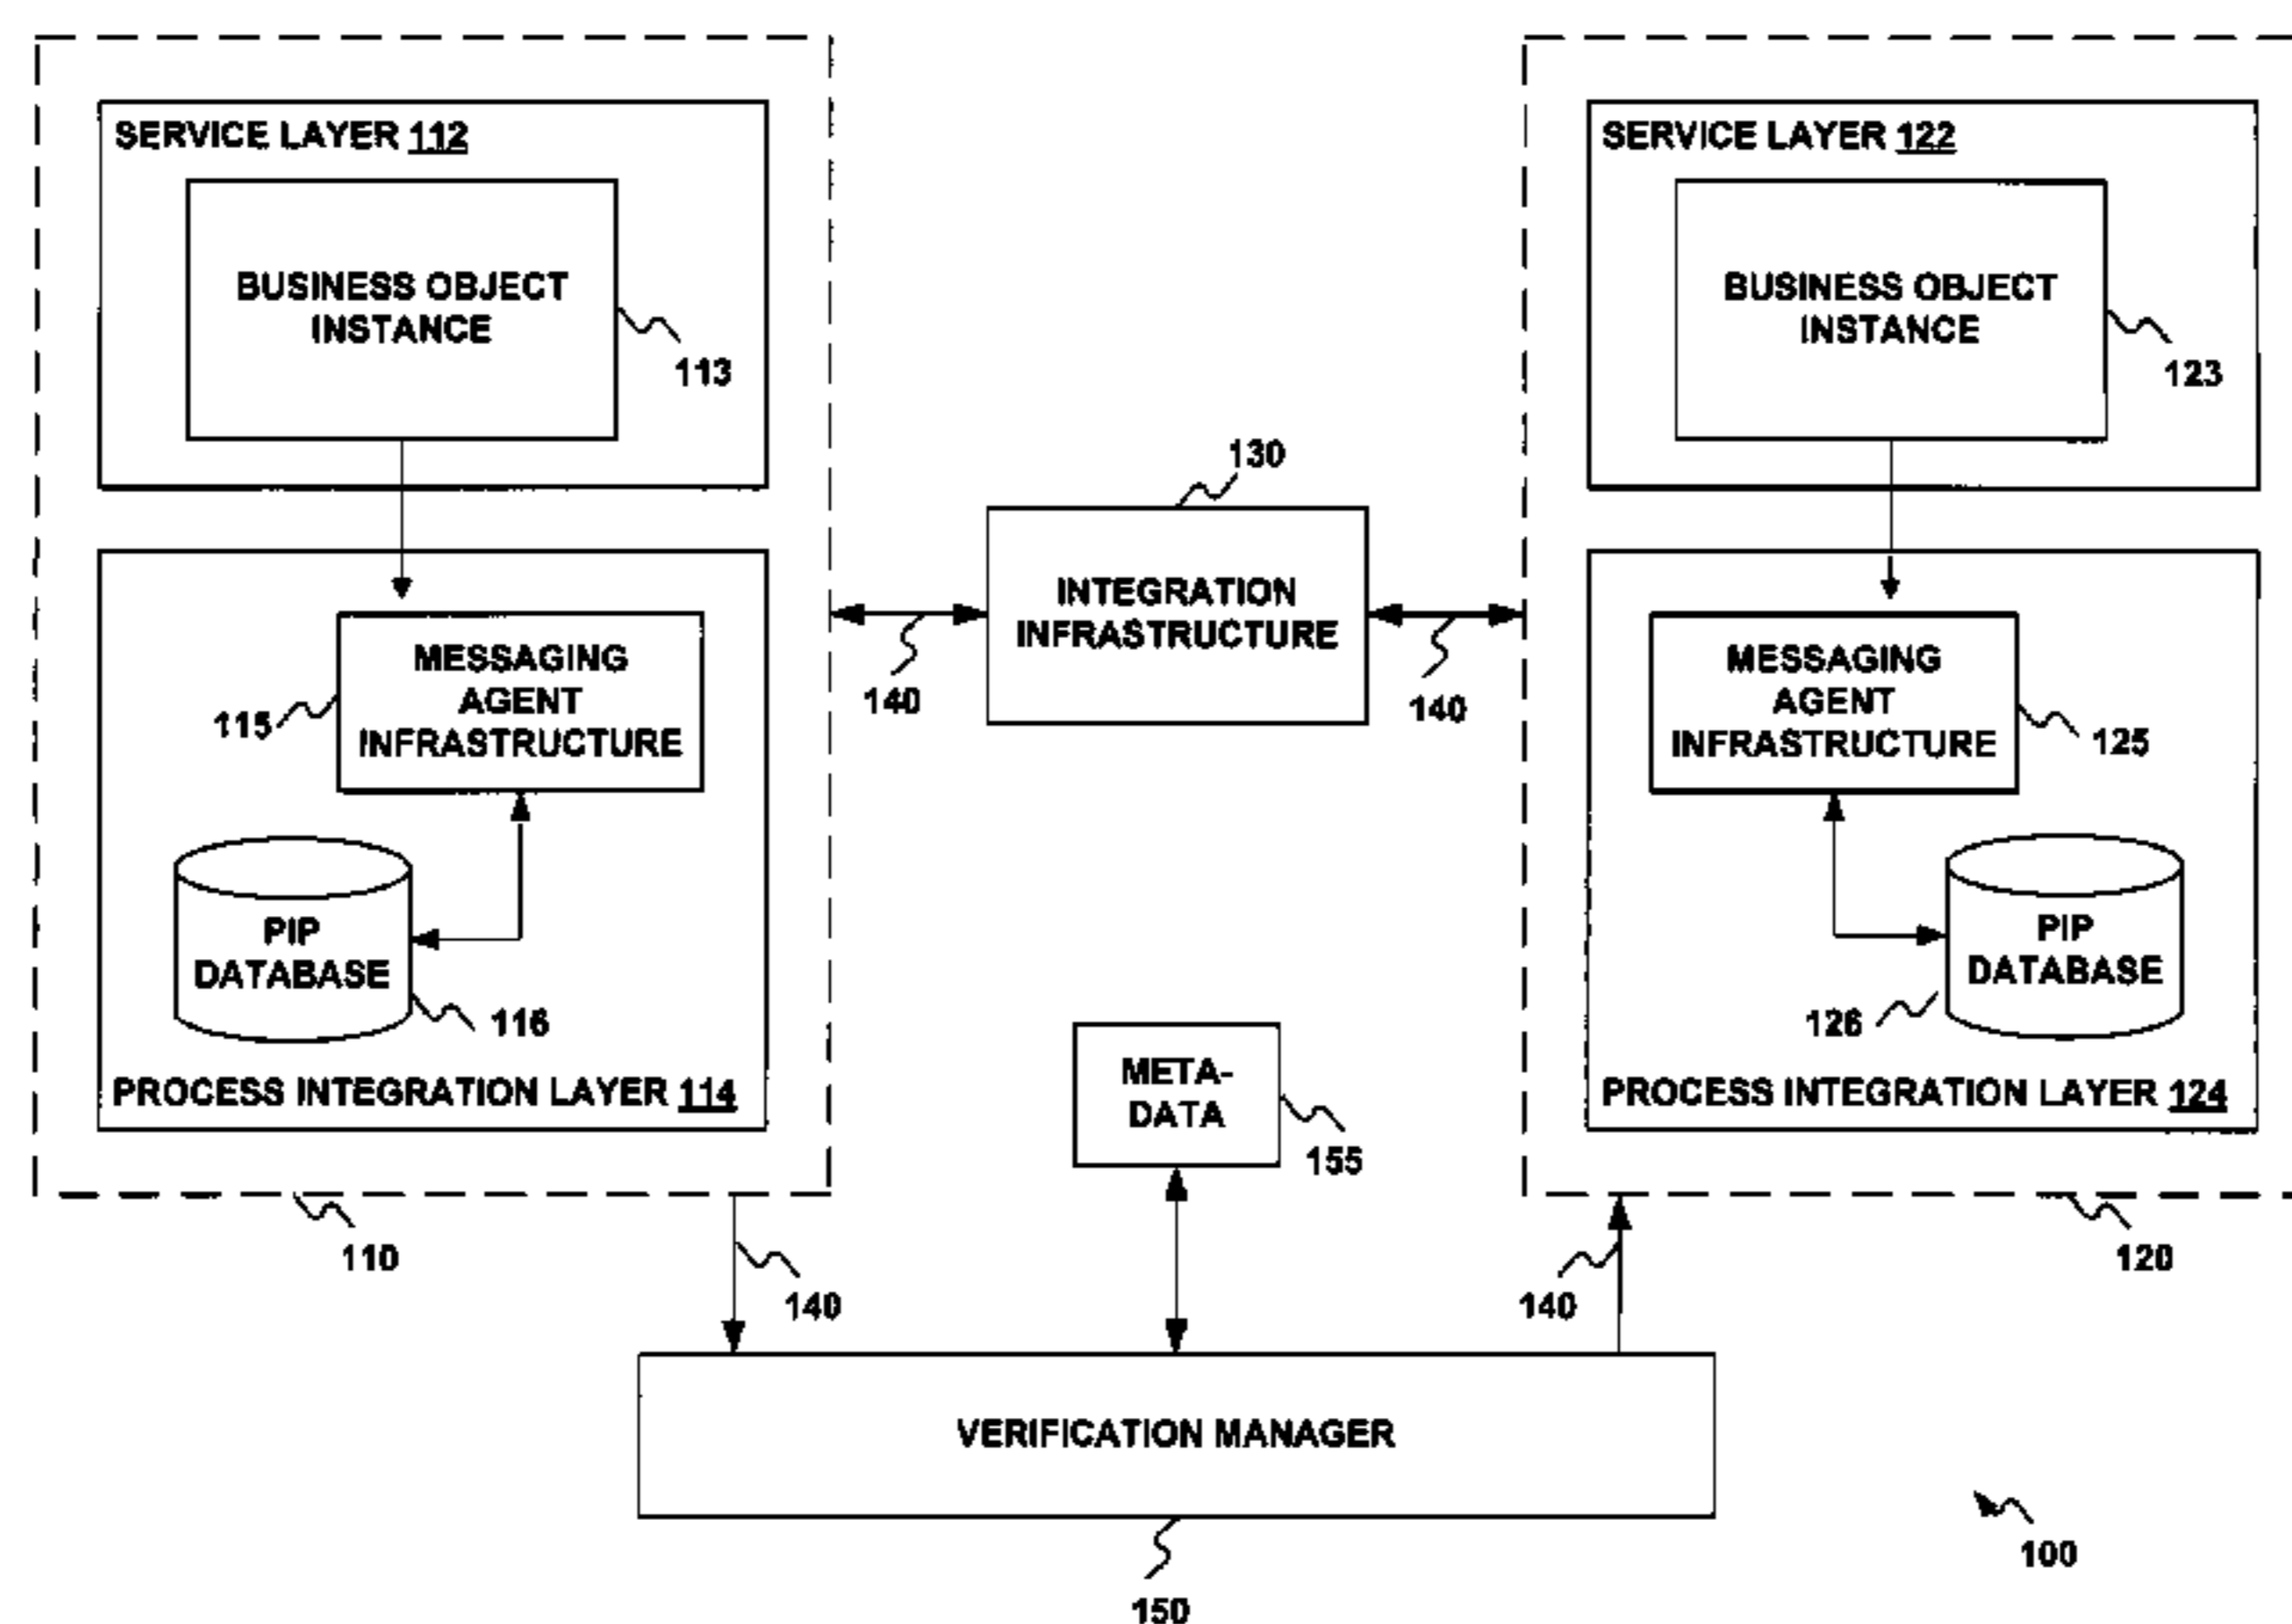 SERVICE LAYER 112
BUSINESS OBJECT
INSTANCE
113
MESSAGING
AGENT
INFRASTRUCTURE
115
PIP
DATABASE
116
PROCESS INTEGRATION LAYER 114
110
140
130
INTEGRATION
INFRASTRUCTURE
140
140
META-
DATA
155
SERVICE LAYER 122
BUSINESS OBJECT
INSTANCE
123
MESSAGING
AGENT
INFRASTRUCTURE
125
PIP
DATABASE
126
PROCESS INTEGRATION LAYER 124
120
140
VERIFICATION MANAGER
150
100